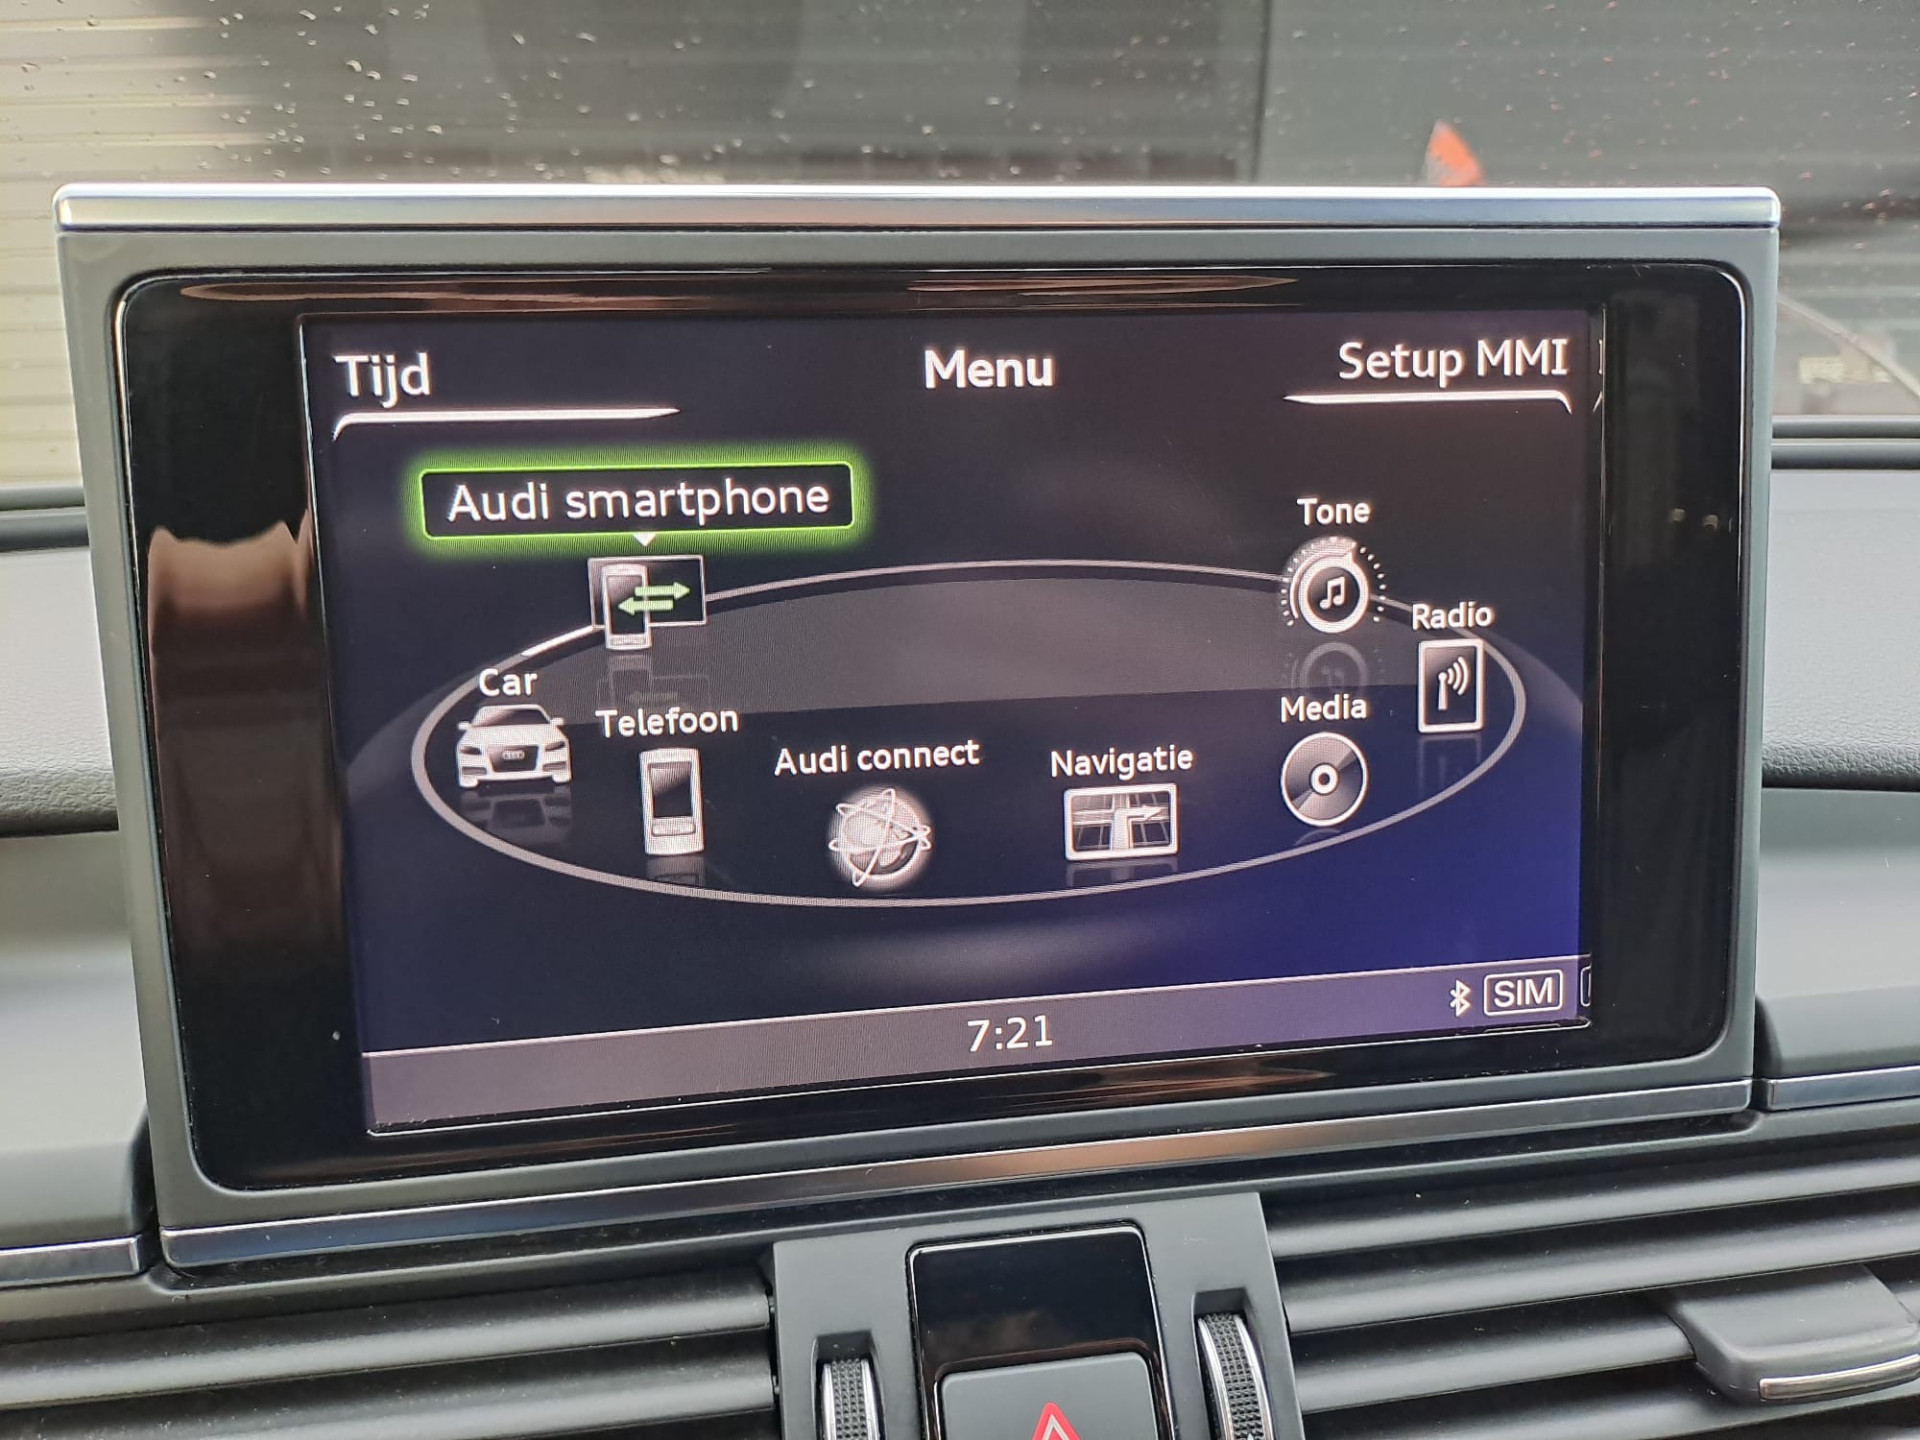 Tijd
Menu
Setup MMI
Audi smartphone
Tone
Radio
Car
Telefoon
Media
Audi connect
Navigatie
SIM
7:21